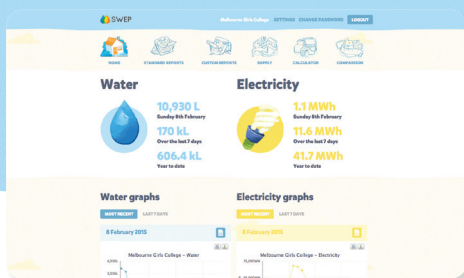 SWEP
Melbourne Girls College SETTINGS CHANGE PASSWORD LOGOUT
HOME STANDARD REPORTS CUSTOM REPORTS SUPPLY CALCULATOR COMPARISON
Water
10,930 L
Sunday 8th February
170 kL
Over the last 7 days
606.4 kL
Year to date
Electricity
1.1 MWh
Sunday 8th February
11.6 MWh
Over the last 7 days
41.7 MWh
Year to date
Water graphs
MOST RECENT LAST 7 DAYS
8 February 2015
Melbourne Girls College - Water
Electricity graphs
MOST RECENT LAST 7 DAYS
8 February 2015
Melbourne Girls College - Electricity